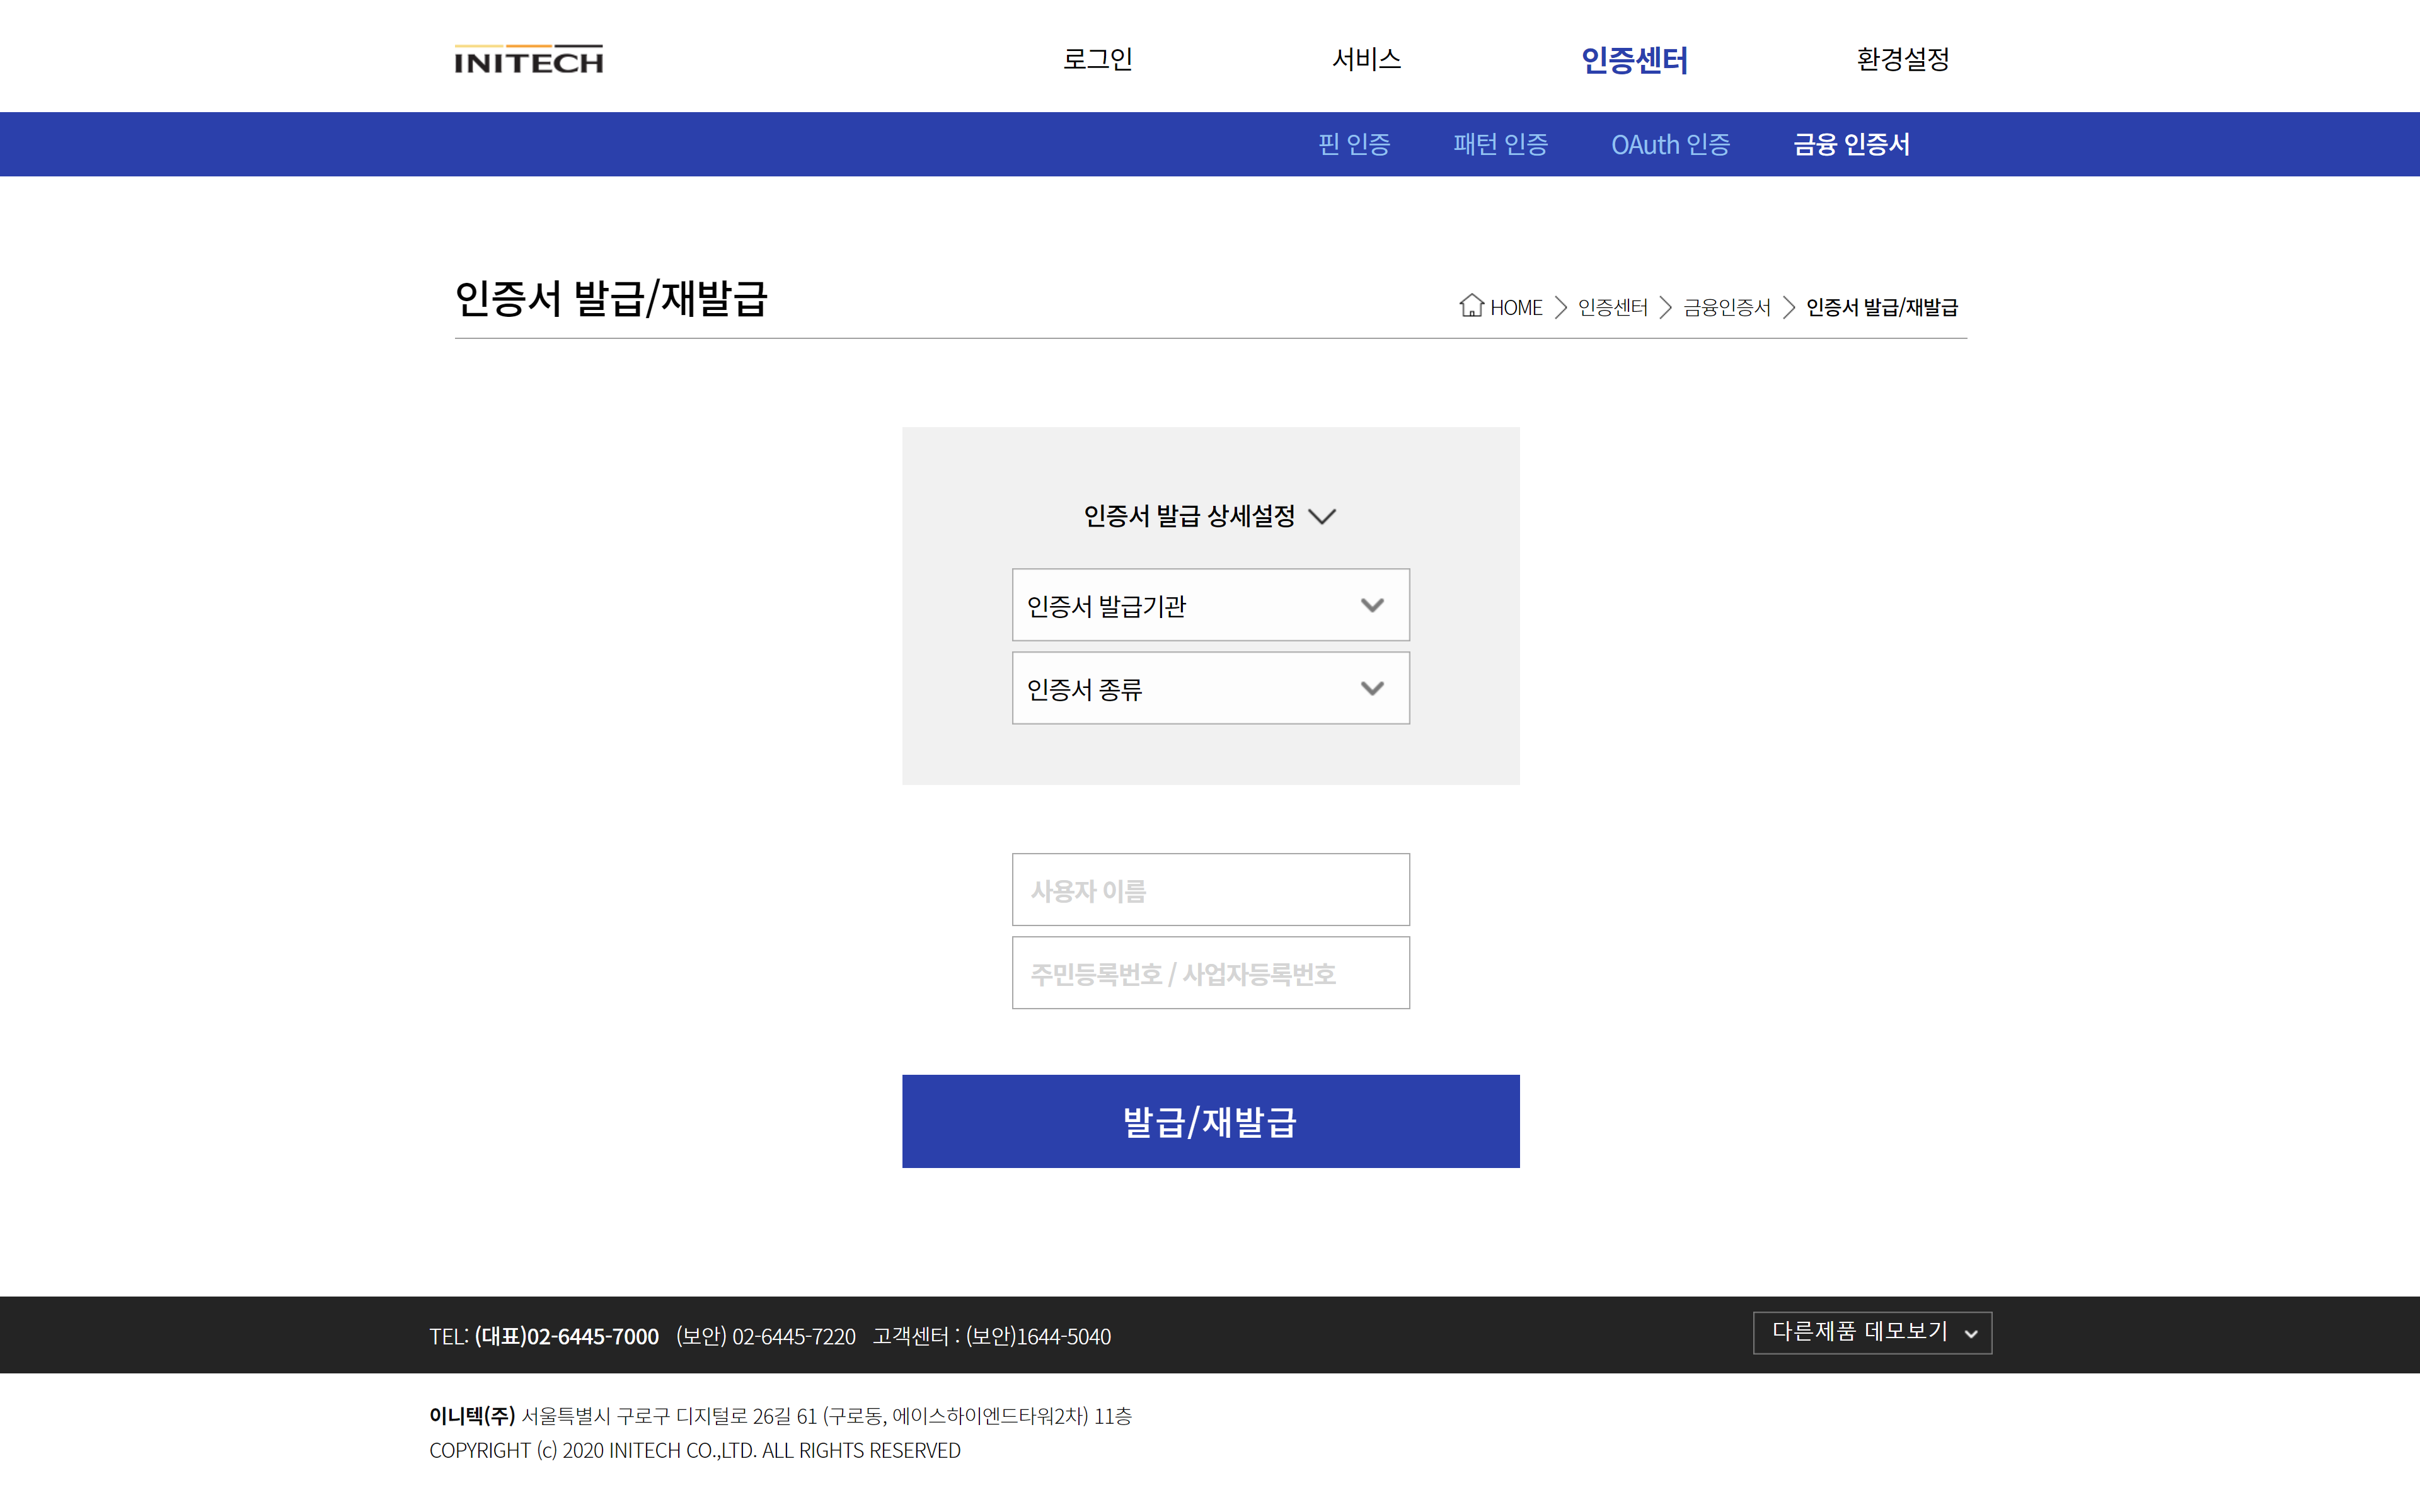 INITECH
로그인 서비스 인증센터 환경설정
핀 인증 패턴 인증 OAuth 인증 금융 인증서
인증서 발급/재발급
HOME 인증센터 금융인증서 인증서 발급/재발급
인증서 발급 상세설정
인증서 발급기관
인증서 종류
사용자 이름
주민등록번호 / 사업자등록번호
발급/재발급
TEL: (대표)02-6445-7000 (보안) 02-6445-7220 고객센터 : (보안)1644-5040
다른제품 데모보기
이니텍(주) 서울특별시 구로구 디지털로 26길 61 (구로동, 에이스하이엔드타워2차) 11층
COPYRIGHT (c) 2020 INITECH CO.,LTD. ALL RIGHTS RESERVED